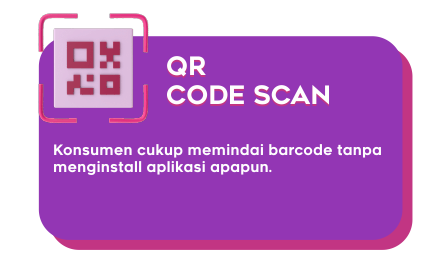 QR
CODE SCAN
Konsumen cukup memindai barcode tanpa
menginstall aplikasi apapun.